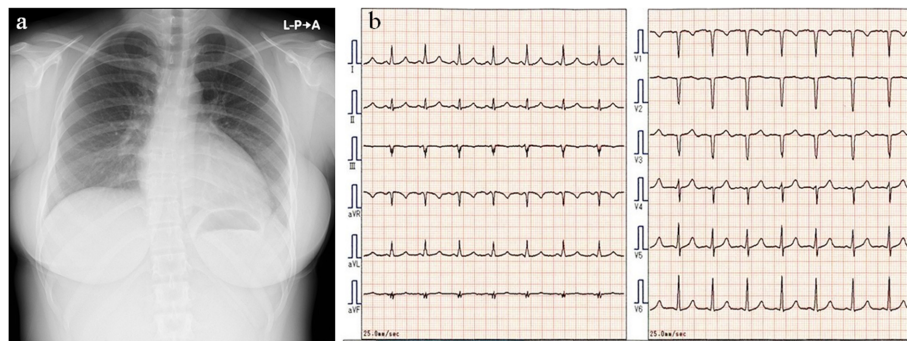 a
L-P→A
b
I
II
III
aVR
aVL
aVF
25.0mm/sec
V1
V2
V3
V4
V5
V6
25.0mm/sec